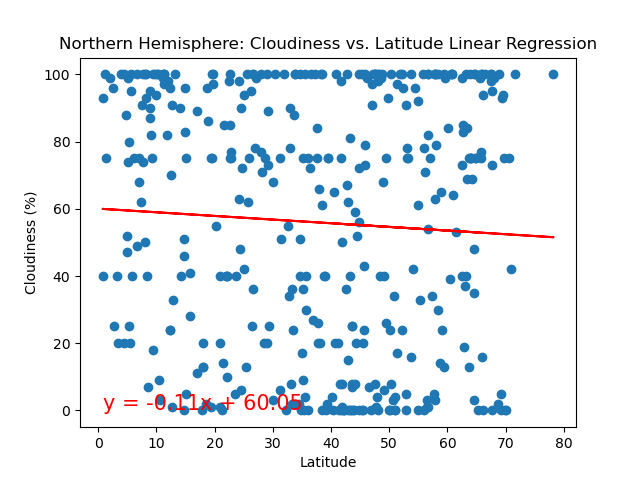 Northern Hemisphere: Cloudiness vs. Latitude Linear Regression
100
80
60
40
20
0
Cloudiness (%)
y = -0.11x + 60.05
0 10 20 30 40 50 60 70 80
Latitude